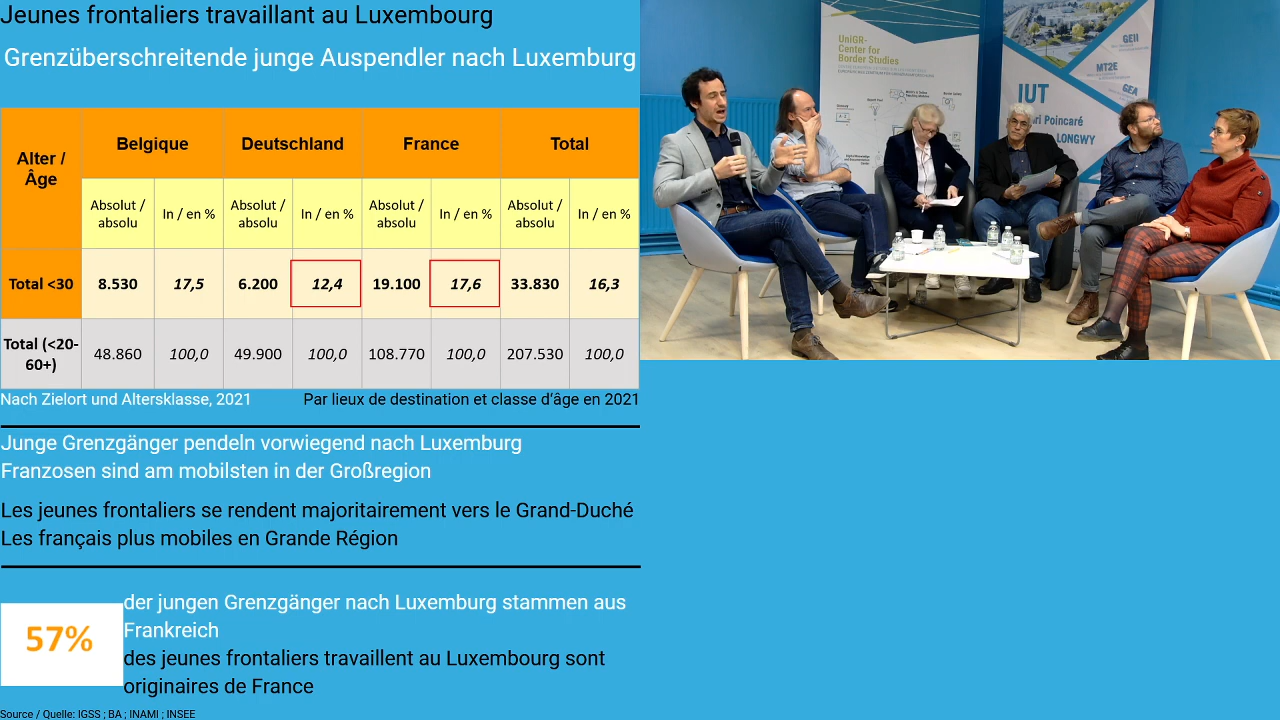 Jeunes frontaliers travaillant au Luxembourg
Grenzüberschreitende junge Auspendler nach Luxemburg
Alter / Âge Belgique Deutschland France Total
Absolut / absolu In / en % Absolut / absolu In / en % Absolut / absolu In / en % Absolut / absolu In / en %
Total <30 8.530 17,5 6.200 12,4 19.100 17,6 33.830 16,3
Total (<20-60+) 48.860 100,0 49.900 100,0 108.770 100,0 207.530 100,0
Nach Zielort und Altersklasse, 2021 Par lieux de destination et classe d'âge en 2021
Junge Grenzgänger pendeln vorwiegend nach Luxemburg
Franzosen sind am mobilsten in der Großregion
Les jeunes frontaliers se rendent majoritairement vers le Grand-Duché
Les français plus mobiles en Grande Région
57%
der jungen Grenzgänger nach Luxemburg stammen aus
Frankreich
des jeunes frontaliers travaillent au Luxembourg sont
originaires de France
Source / Quelle: IGSS ; BA ; INAMI ; INSEE
UniGR-
Center for
Border Studies
GEII
MT2E
GEA
IUT
ri Poincaré
LONGWY